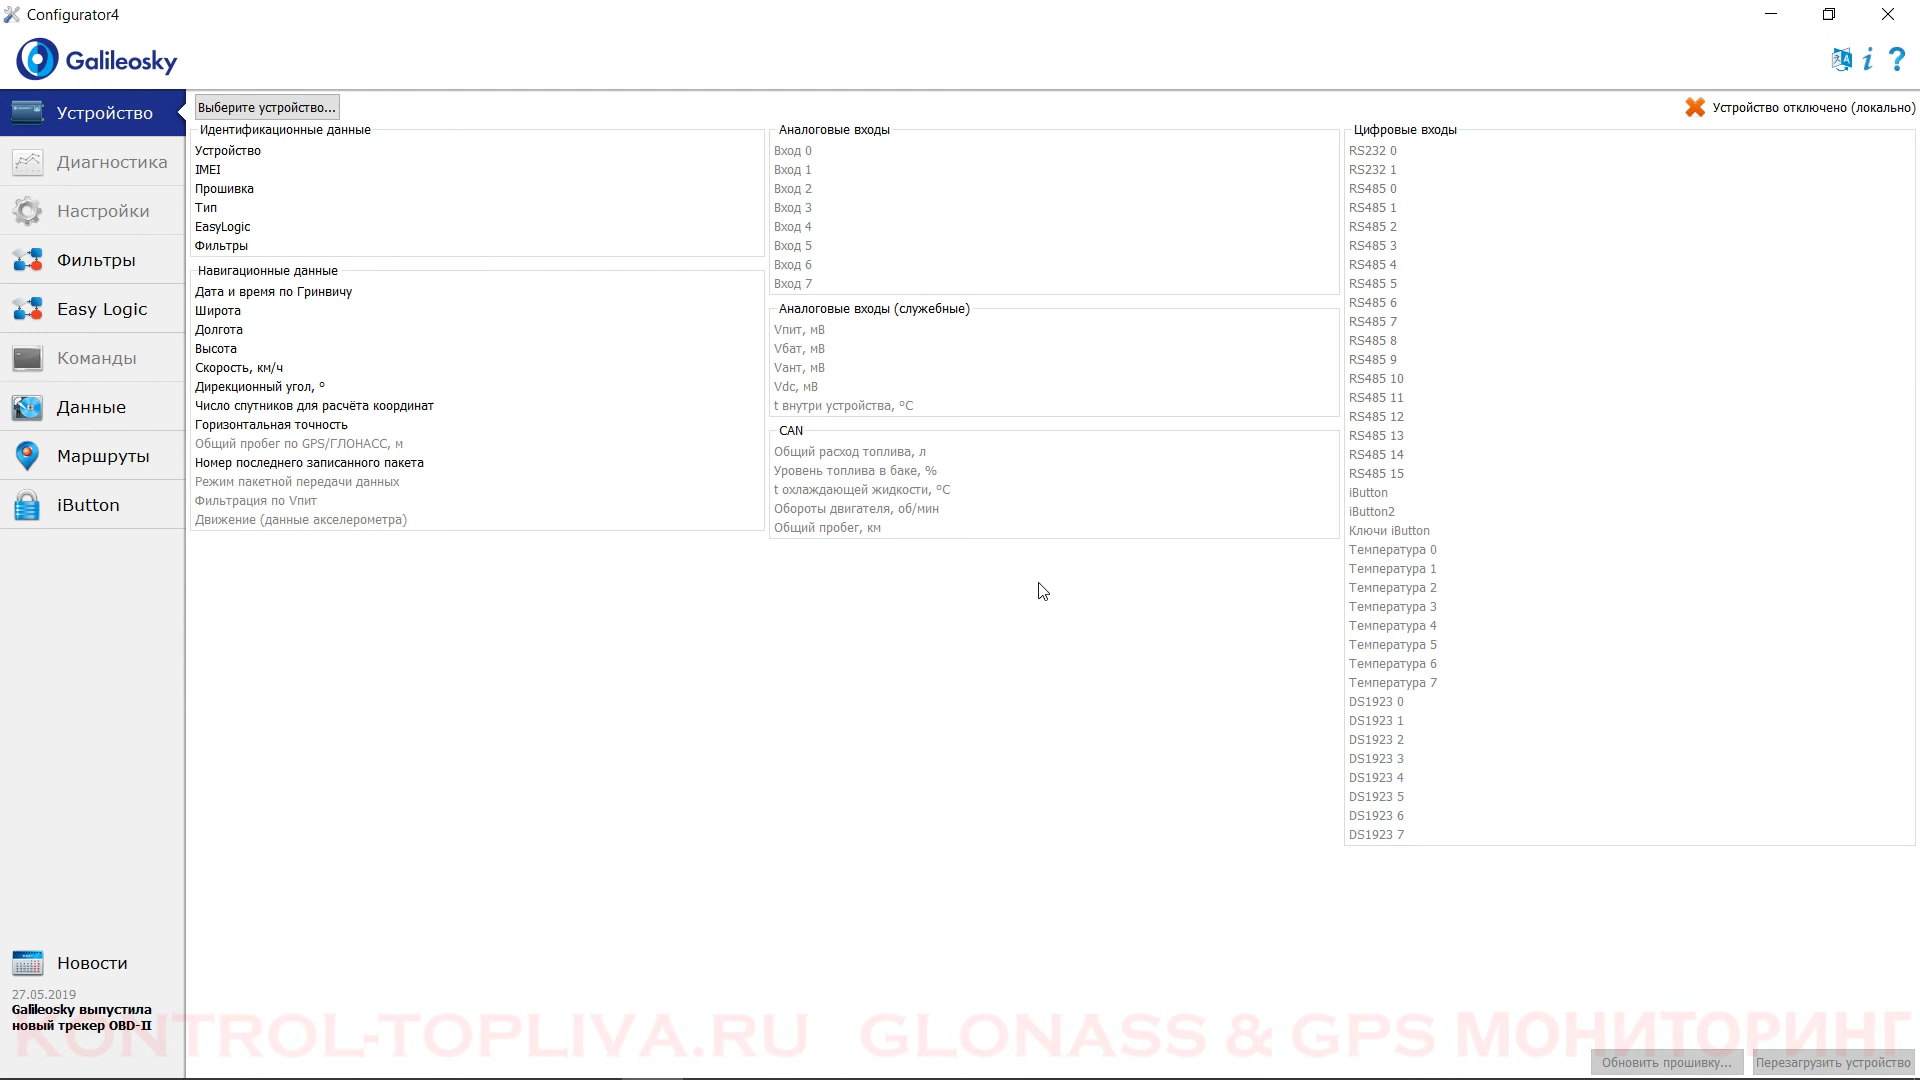 Configurator4
Galileosky
Устройство
Диагностика
Настройки
Фильтры
Easy Logic
Команды
Данные
Маршруты
iButton
Новости
27.05.2019
Galileosky выпустила
новый трекер OBD-II
Выберите устройство...
Устройство отключено (локально)
Идентификационные данные
Устройство
IMEI
Прошивка
Тип
EasyLogic
Фильтры
Навигационные данные
Дата и время по Гринвичу
Широта
Долгота
Высота
Скорость, км/ч
Дирекционный угол, °
Число спутников для расчёта координат
Горизонтальная точность
Общий пробег по GPS/ГЛОНАСС, м
Номер последнего записанного пакета
Режим пакетной передачи данных
Фильтрация по Vпит
Движение (данные акселерометра)
Аналоговые входы
Вход 0
Вход 1
Вход 2
Вход 3
Вход 4
Вход 5
Вход 6
Вход 7
Аналоговые входы (служебные)
Vпит, мВ
Vбат, мВ
Vант, мВ
Vdc, мВ
t внутри устройства, °C
CAN
Общий расход топлива, л
Уровень топлива в баке, %
t охлаждающей жидкости, °C
Обороты двигателя, об/мин
Общий пробег, км
Цифровые входы
RS232 0
RS232 1
RS485 0
RS485 1
RS485 2
RS485 3
RS485 4
RS485 5
RS485 6
RS485 7
RS485 8
RS485 9
RS485 10
RS485 11
RS485 12
RS485 13
RS485 14
RS485 15
iButton
iButton2
Ключи iButton
Температура 0
Температура 1
Температура 2
Температура 3
Температура 4
Температура 5
Температура 6
Температура 7
DS1923 0
DS1923 1
DS1923 2
DS1923 3
DS1923 4
DS1923 5
DS1923 6
DS1923 7
KONTROL-TOPLIVA.RU GLONASS & GPS МОНИТОРИНГ
Обновить прошивку...
Перезагрузить устройство